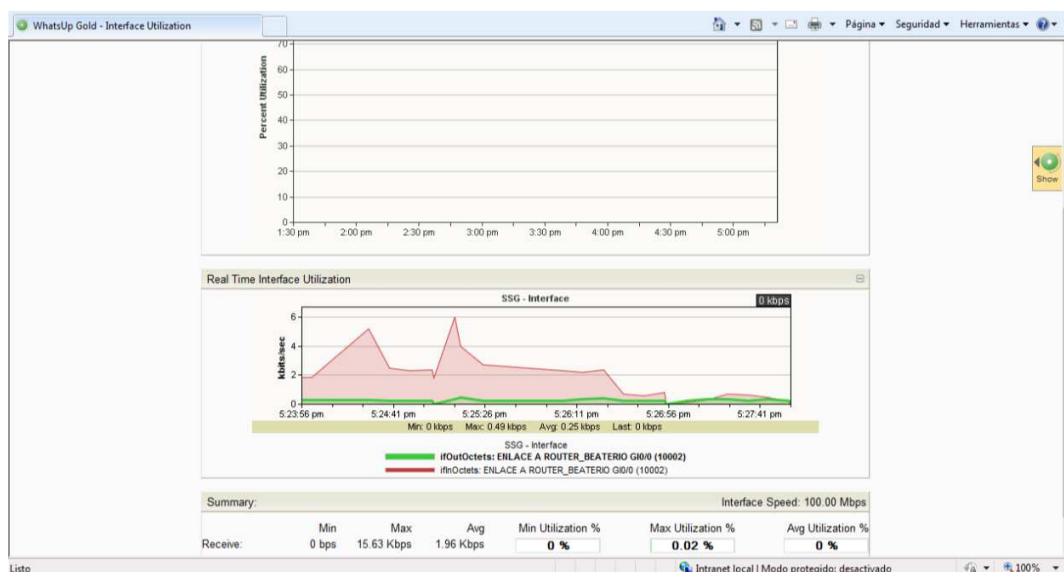 WhatsUp Gold - Interface Utilization
Página Seguridad Herramientas
Percent Utilization
70
60
50
40
30
20
10
0
1:30 pm 2:00 pm 2:30 pm 3:00 pm 3:30 pm 4:00 pm 4:30 pm 5:00 pm
Show
Real Time Interface Utilization
SSG - Interface
0 kbps
kbits/sec
6
4
2
0
5:23:56 pm 5:24:41 pm 5:25:26 pm 5:26:11 pm 5:26:56 pm 5:27:41 pm
Min: 0 kbps Max: 0.49 kbps Avg: 0.25 kbps Last: 0 kbps
SSG - Interface
ifOutOctets: ENLACE A ROUTER_BEATERIO GI0/0 (10002)
ifInOctets: ENLACE A ROUTER_BEATERIO GI0/0 (10002)
Summary: Interface Speed: 100.00 Mbps
Min Max Avg Min Utilization % Max Utilization % Avg Utilization %
Receive: 0 bps 15.63 Kbps 1.96 Kbps 0 % 0.02 % 0 %
Listo Intranet local | Modo protegido: desactivado 100%